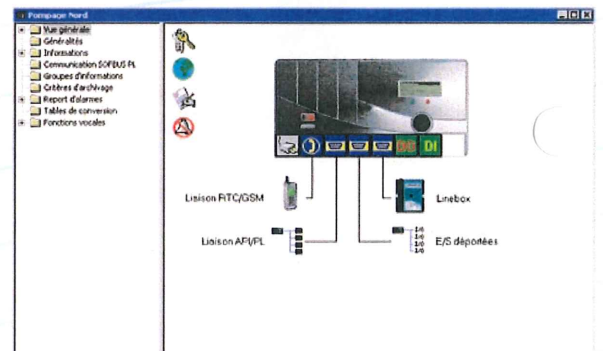 Pompage Nord
Vue générale
Généralités
Informations
Communication SOFBUS PL
Groupes d'informations
Critères d'archivage
Report d'alarmes
Tables de conversion
Fonctions vocales
DI
Liaison RTC/GSM
Linebox
Liaison API/PL
E/S déportées